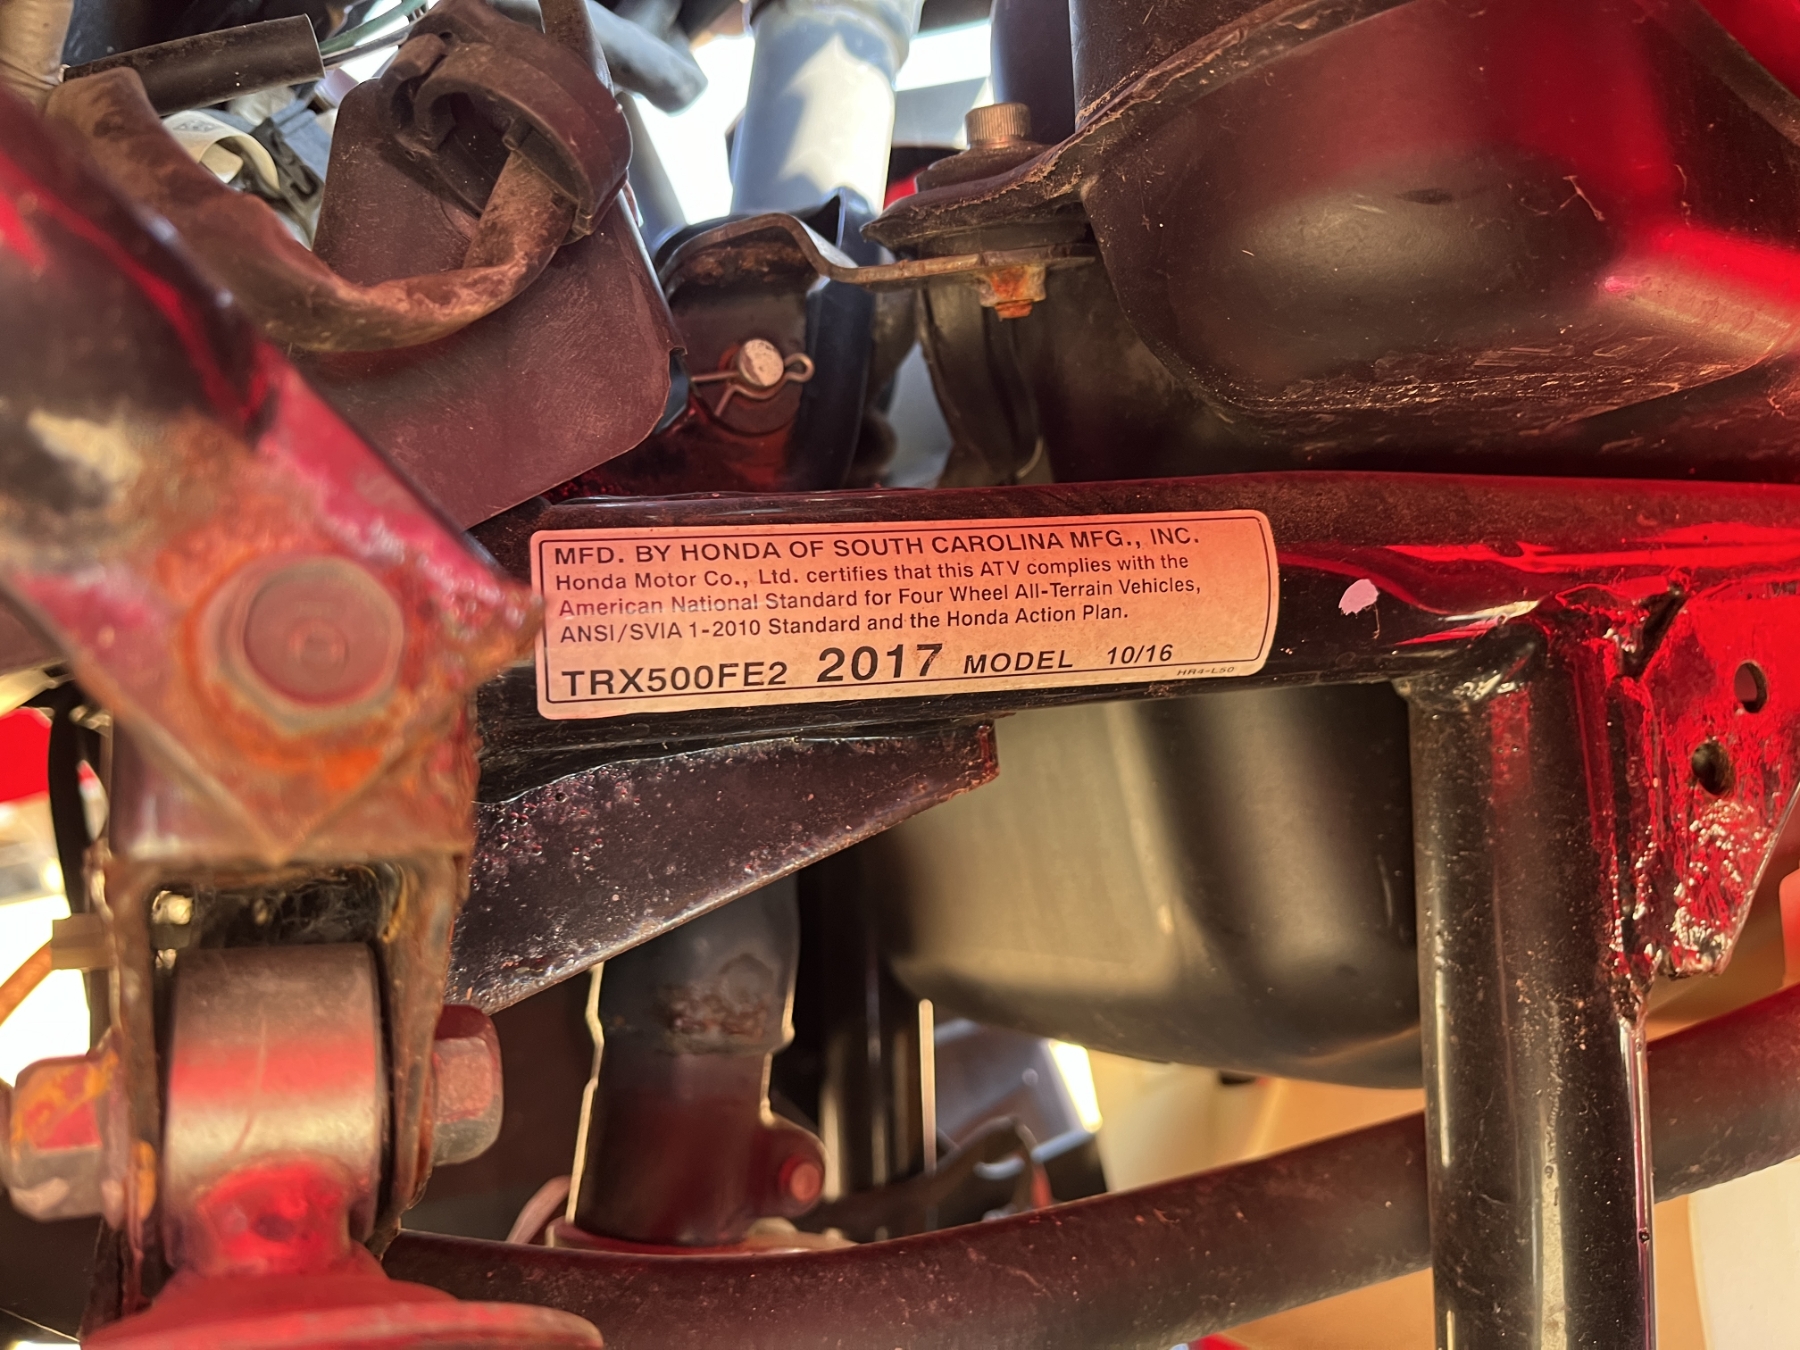 MFD. BY HONDA OF SOUTH CAROLINA MFG., INC.
Honda Motor Co., Ltd. certifies that this ATV complies with the
American National Standard for Four Wheel All-Terrain Vehicles,
ANSI/SVIA 1-2010 Standard and the Honda Action Plan.
TRX500FE2 2017 MODEL 10/16
HR4-L50